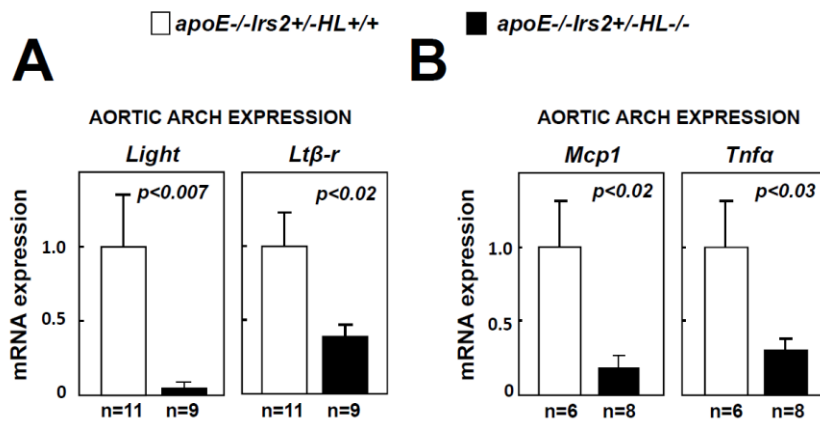 apoE-/-Irs2+/-HL+/+ apoE-/-Irs2+/-HL-/-
A
AORTIC ARCH EXPRESSION
Light Ltβ-r
mRNA expression
1.0
0.5
0
p<0.007 p<0.02
n=11 n=9 n=11 n=9
B
AORTIC ARCH EXPRESSION
Mcp1 Tnfα
mRNA expression
1.0
0.5
0
p<0.02 p<0.03
n=6 n=8 n=6 n=8